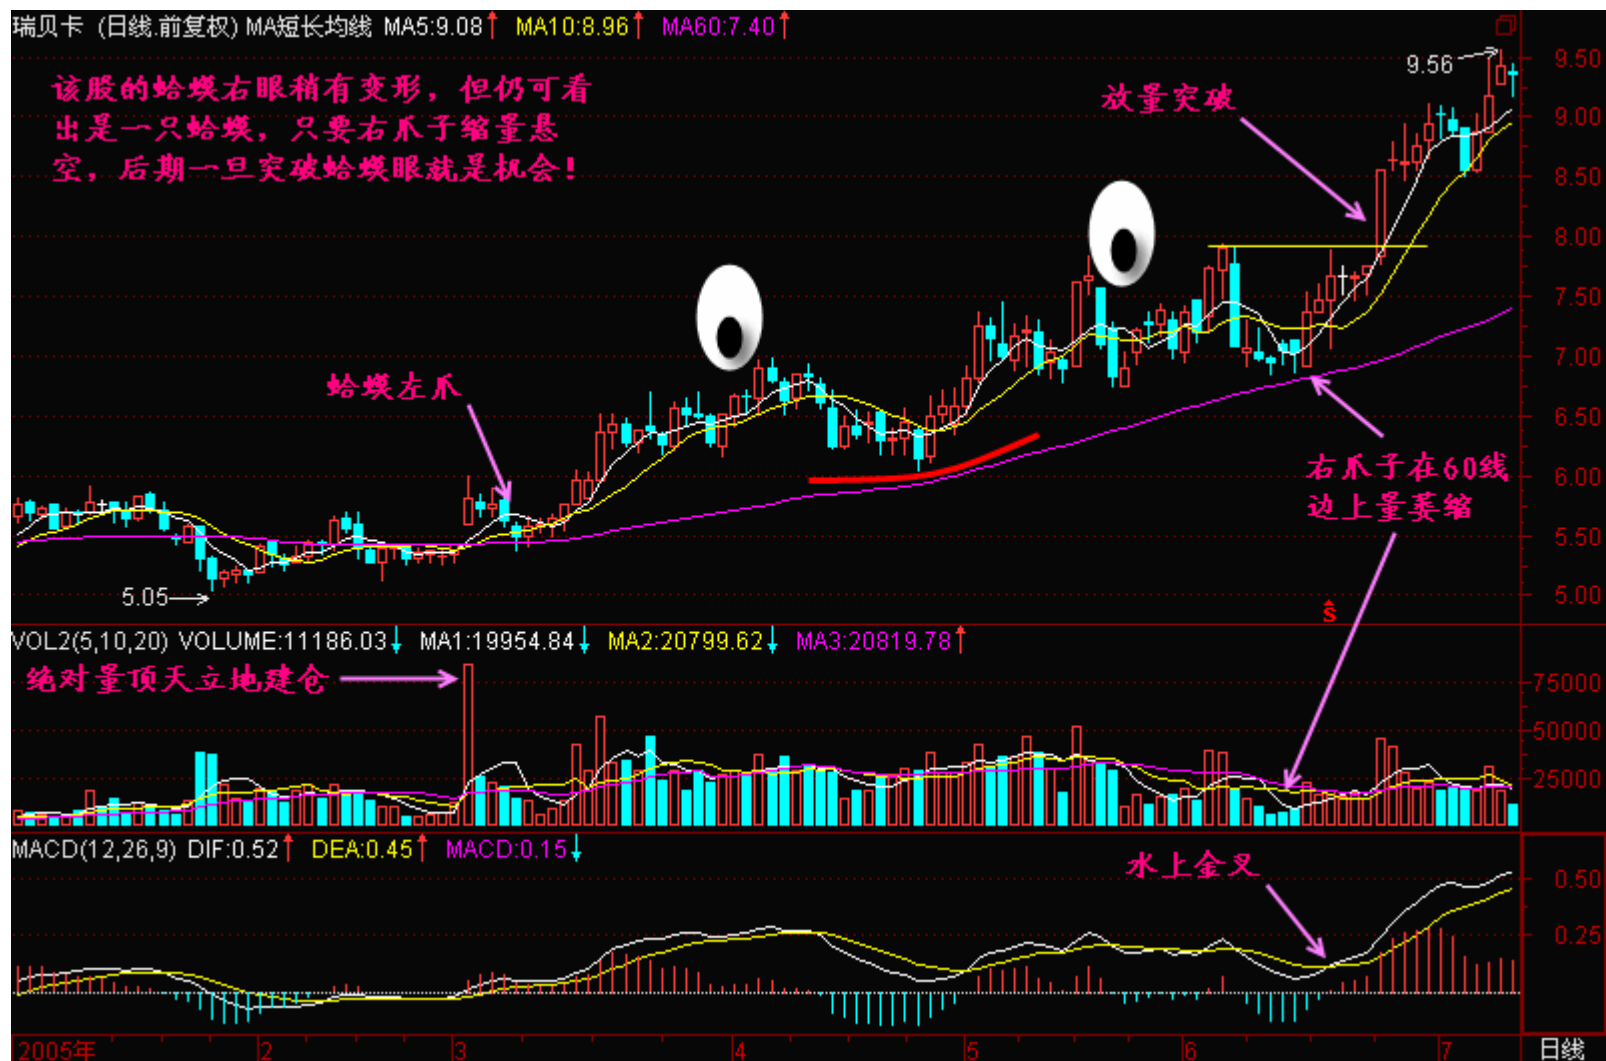 瑞贝卡 (日线.前复权) MA短长均线 MA5:9.08↑ MA10:8.96↑ MA60:7.40↑
该股的蛤蟆右眼稍有变形，但仍可看
出是一只蛤蟆，只要右爪子缩量悬
空，后期一旦突破蛤蟆眼就是机会！
9.56
放量突破
蛤蟆左爪
右爪子在60线
边上量萎缩
5.05
ŝ
9.50
9.00
8.50
8.00
7.50
7.00
6.50
6.00
5.50
5.00
VOL2(5,10,20) VOLUME:11186.03↓ MA1:19954.84↓ MA2:20799.62↓ MA3:20819.78↑
绝对量顶天立地建仓
75000
50000
25000
MACD(12,26,9) DIF:0.52↑ DEA:0.45↑ MACD:0.15↓
水上金叉
0.50
0.25
2005年 2 3 4 5 6 7 日线